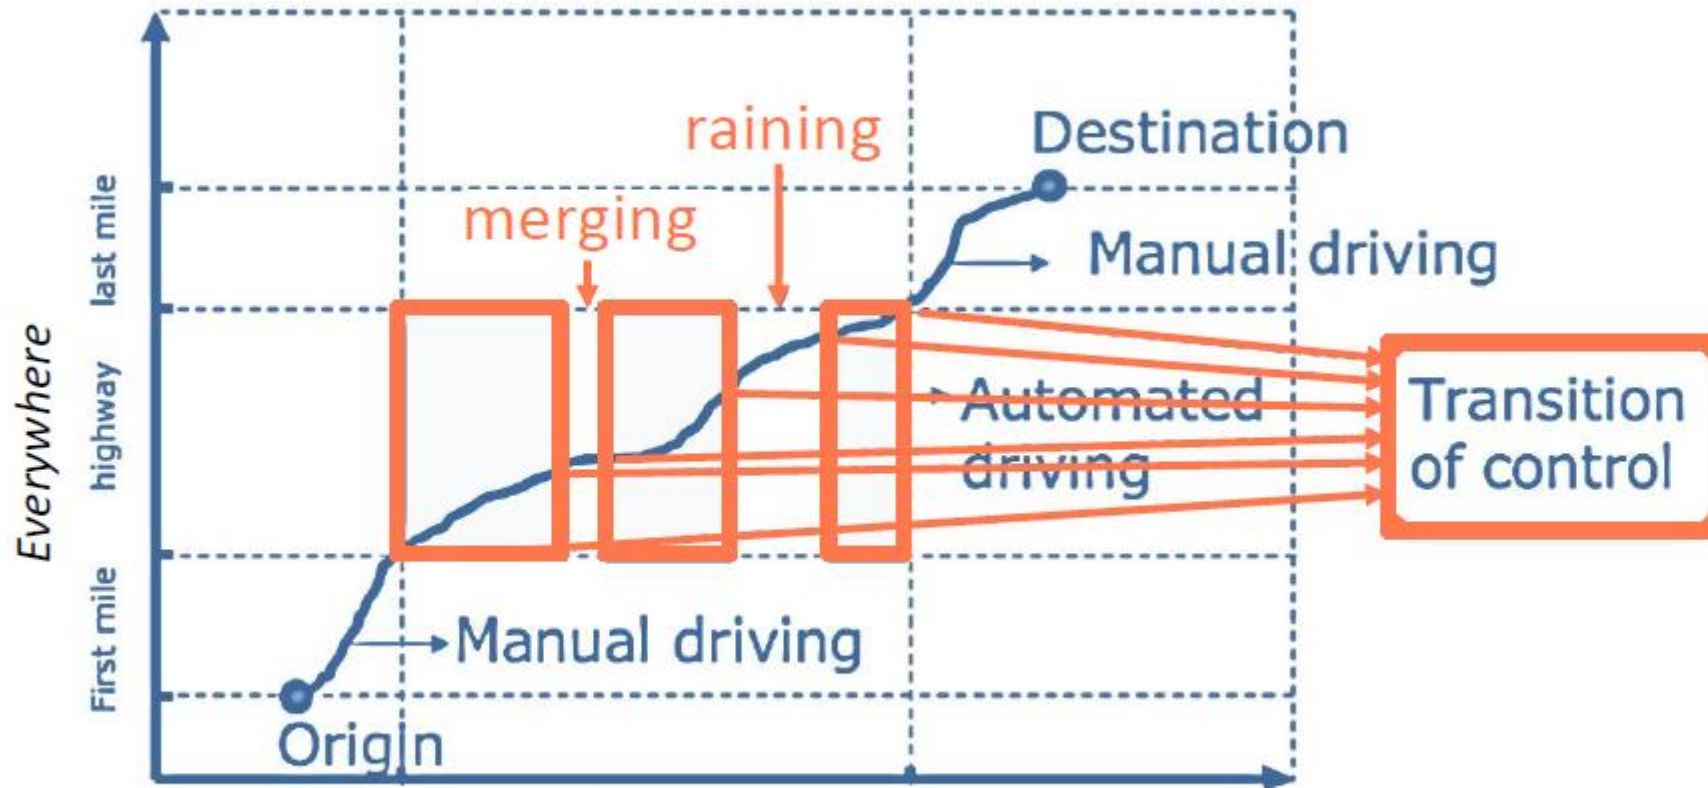 raining
Destination
merging
Manual driving
last mile
Everywhere
highway
Automated
driving
Transition
of control
First mile
Manual driving
Origin